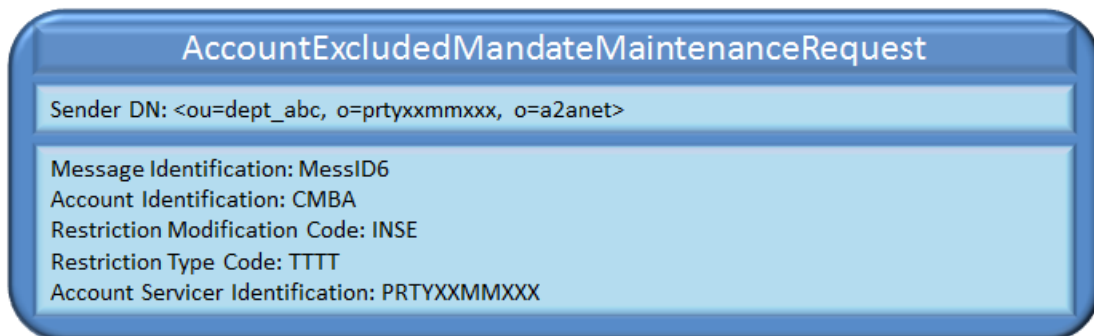 AccountExcludedMandateMaintenanceRequest
Sender DN: <ou=dept_abc, o=prtyxxmmxxx, o=a2anet>
Message Identification: MessID6
Account Identification: CMBA
Restriction Modification Code: INSE
Restriction Type Code: TTTT
Account Servicer Identification: PRTYXXMMXXX